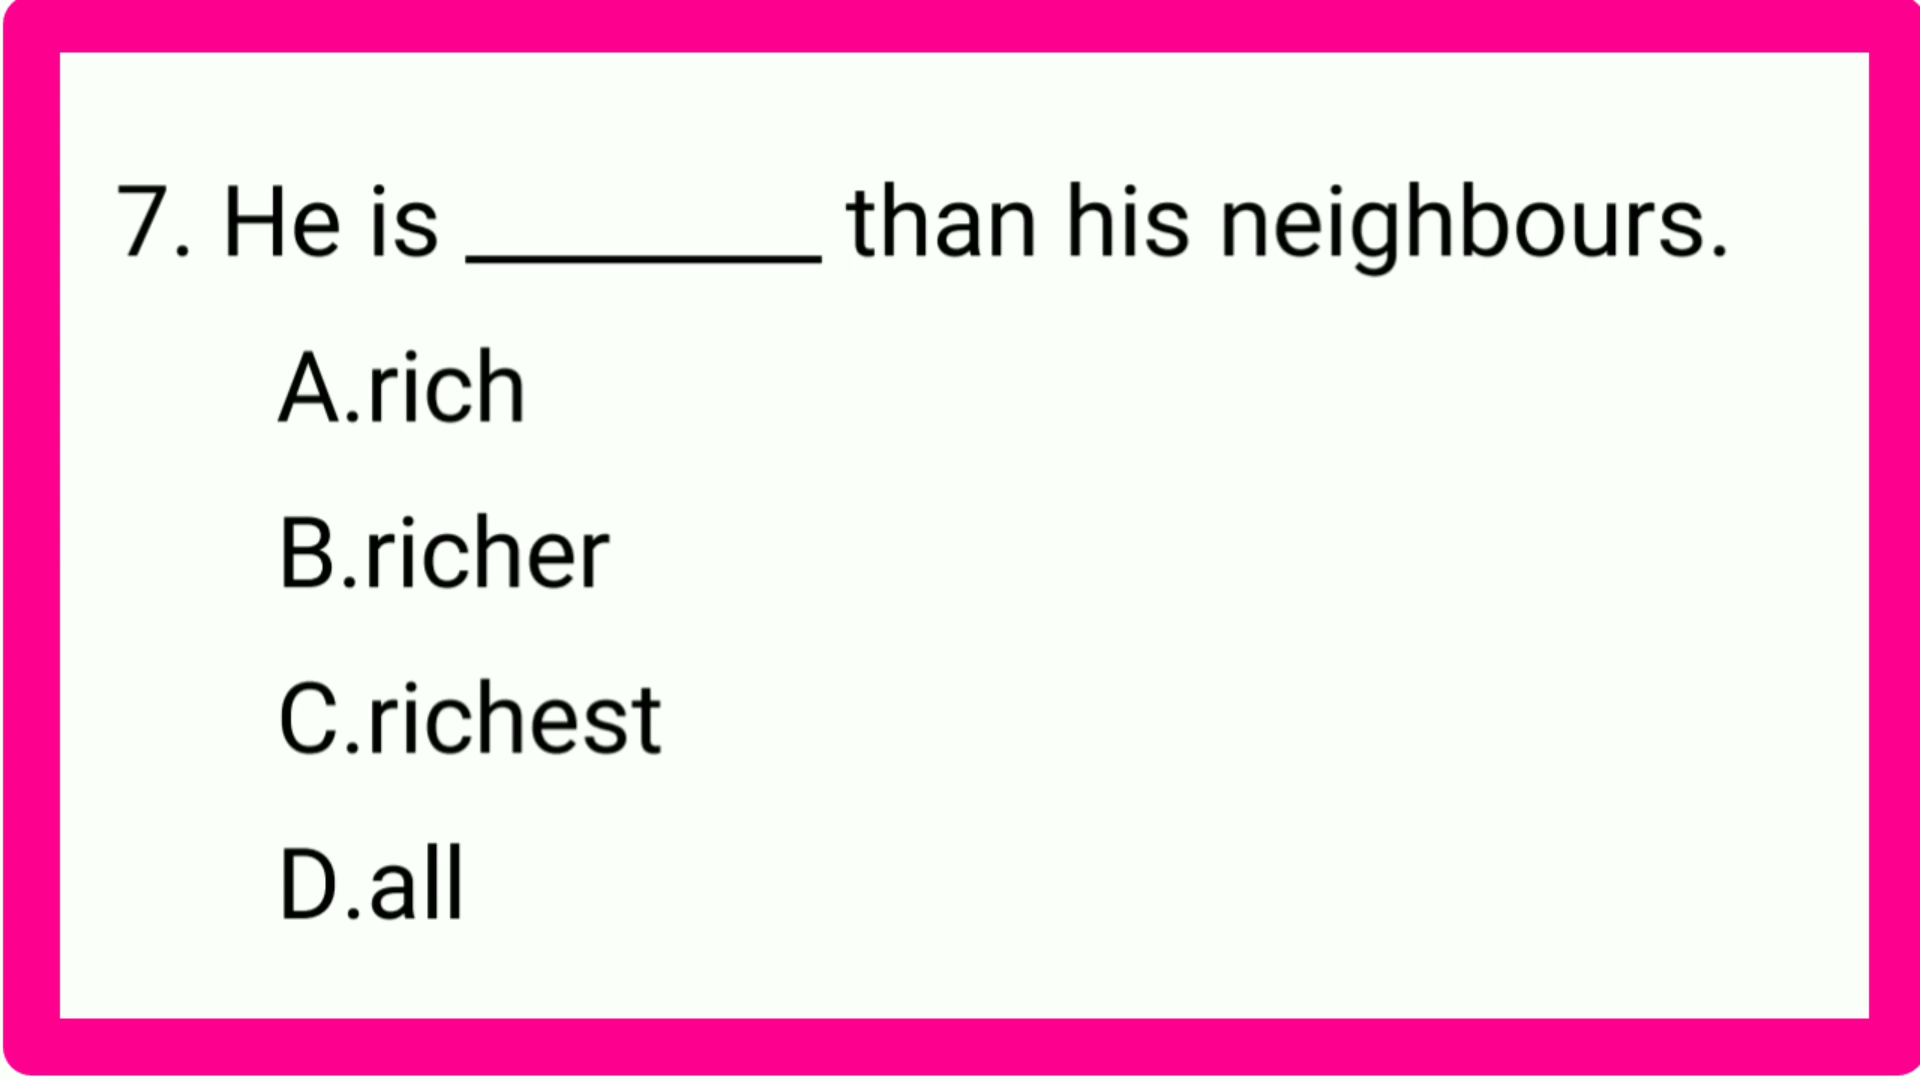 7. He is ________ than his neighbours.
A.rich
B.richer
C.richest
D.all